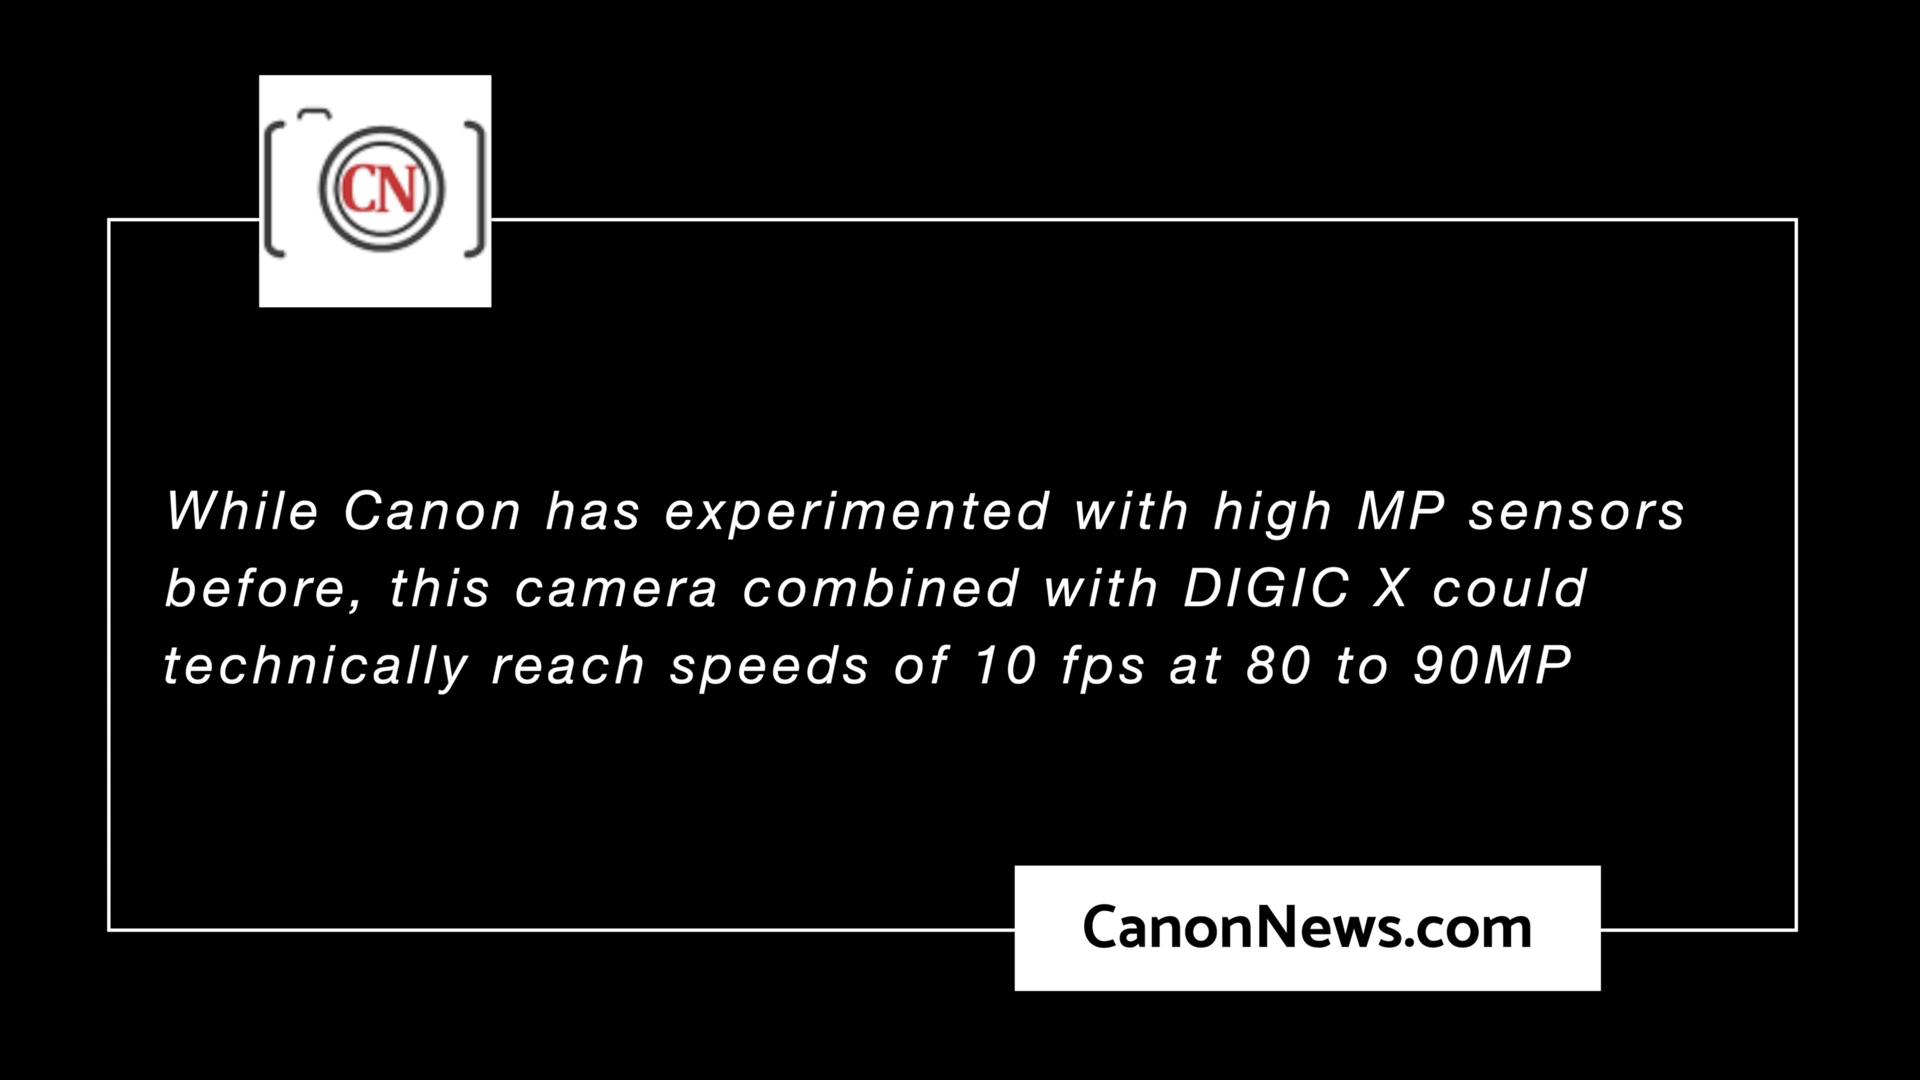 CN
While Canon has experimented with high MP sensors
before, this camera combined with DIGIC X could
technically reach speeds of 10 fps at 80 to 90MP
CanonNews.com